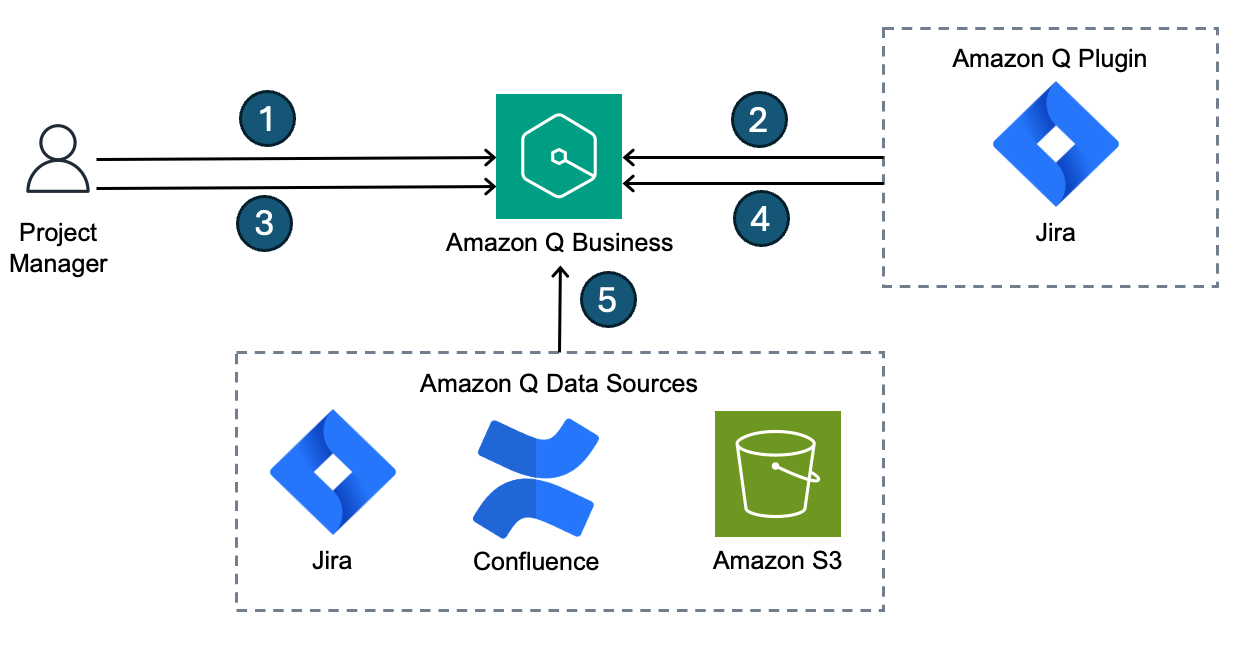 Amazon Q Plugin
1
2
Project
Manager
3
4
Jira
Amazon Q Business
5
Amazon Q Data Sources
Jira
Confluence
Amazon S3